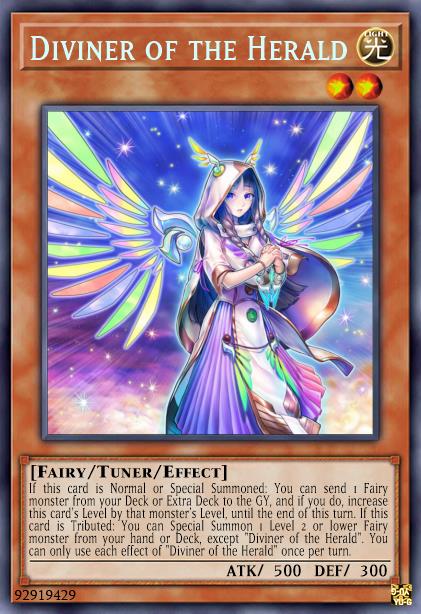 DIVINER OF THE HERALD
LIGHT
光
[FAIRY/TUNER/EFFECT]
If this card is Normal or Special Summoned: You can send 1 Fairy
monster from your Deck or Extra Deck to the GY, and if you do, increase
this card's Level by that monster's Level, until the end of this turn. If this
card is Tributed: You can Special Summon 1 Level 2 or lower Fairy
monster from your hand or Deck, except "Diviner of the Herald". You
can only use each effect of "Diviner of the Herald" once per turn.
ATK/ 500 DEF/ 300
92919429